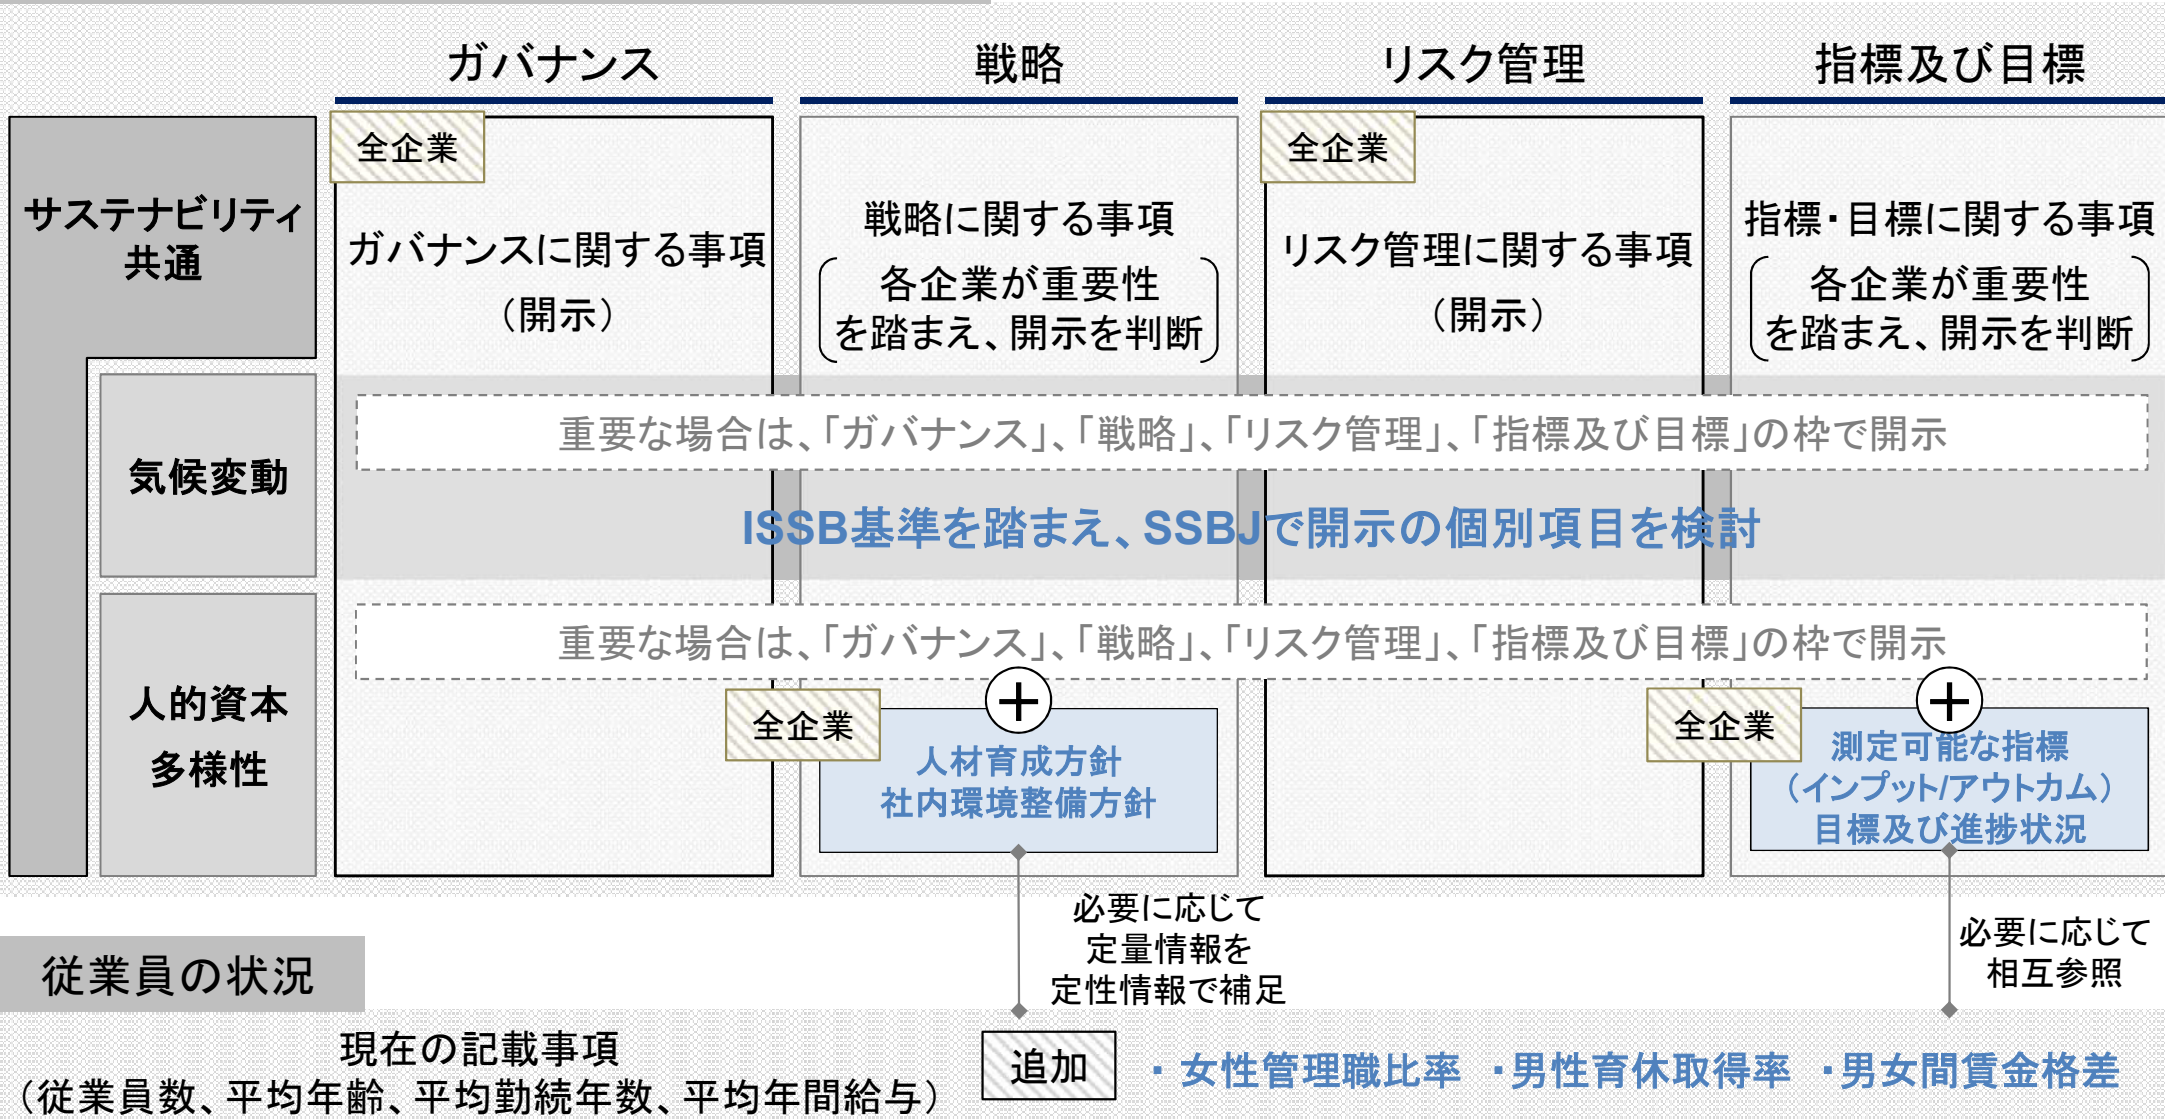 ガバナンス
戦略
リスク管理
指標及び目標
サステナビリティ
共通
全企業
ガバナンスに関する事項
（開示）
戦略に関する事項
各企業が重要性
を踏まえ、開示を判断
全企業
リスク管理に関する事項
（開示）
指標・目標に関する事項
各企業が重要性
を踏まえ、開示を判断
気候変動
重要な場合は、「ガバナンス」、「戦略」、「リスク管理」、「指標及び目標」の枠で開示
ISSB基準を踏まえ、SSBJで開示の個別項目を検討
人的資本
多様性
重要な場合は、「ガバナンス」、「戦略」、「リスク管理」、「指標及び目標」の枠で開示
全企業
＋
人材育成方針
社内環境整備方針
全企業
＋
測定可能な指標
（インプット/アウトカム）
目標及び進捗状況
必要に応じて
定量情報を
定性情報で補足
必要に応じて
相互参照
従業員の状況
現在の記載事項
（従業員数、平均年齢、平均勤続年数、平均年間給与）
追加
・女性管理職比率 ・男性育休取得率 ・男女間賃金格差